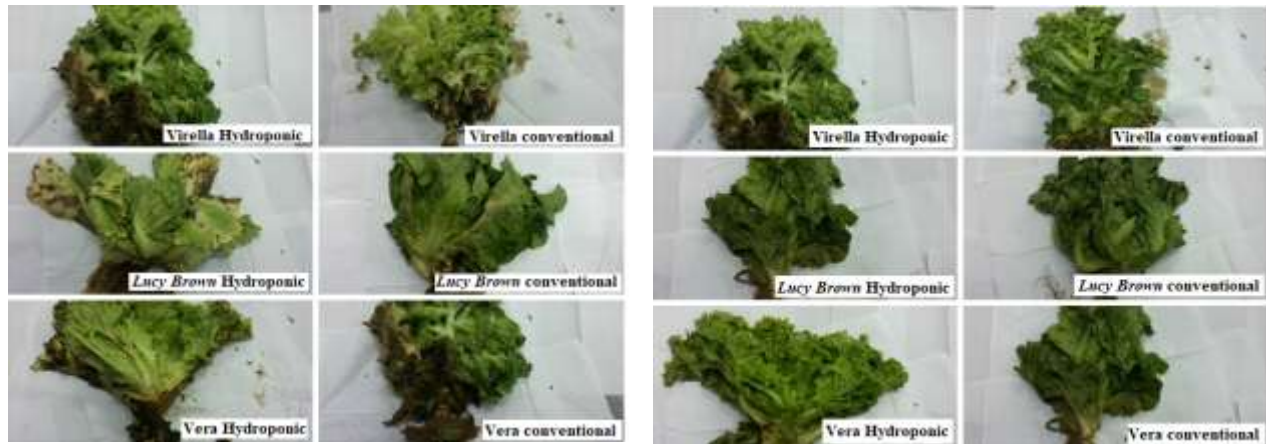 Virella Hydroponic
Virella conventional
Lucy Brown Hydroponic
Lucy Brown conventional
Vera Hydroponic
Vera conventional
Virella Hydroponic
Virella conventional
Lucy Brown Hydroponic
Lucy Brown conventional
Vera Hydroponic
Vera conventional